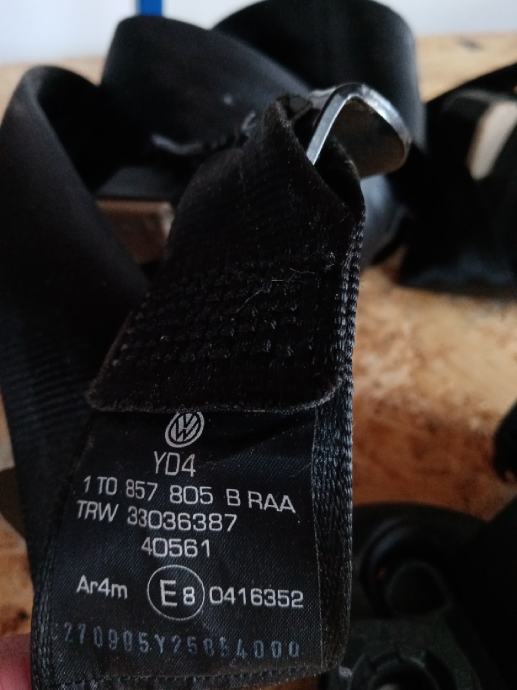 YD4
1T0 857 805 B RAA
TRW 33036387
40561
Ar4m E8 0416352